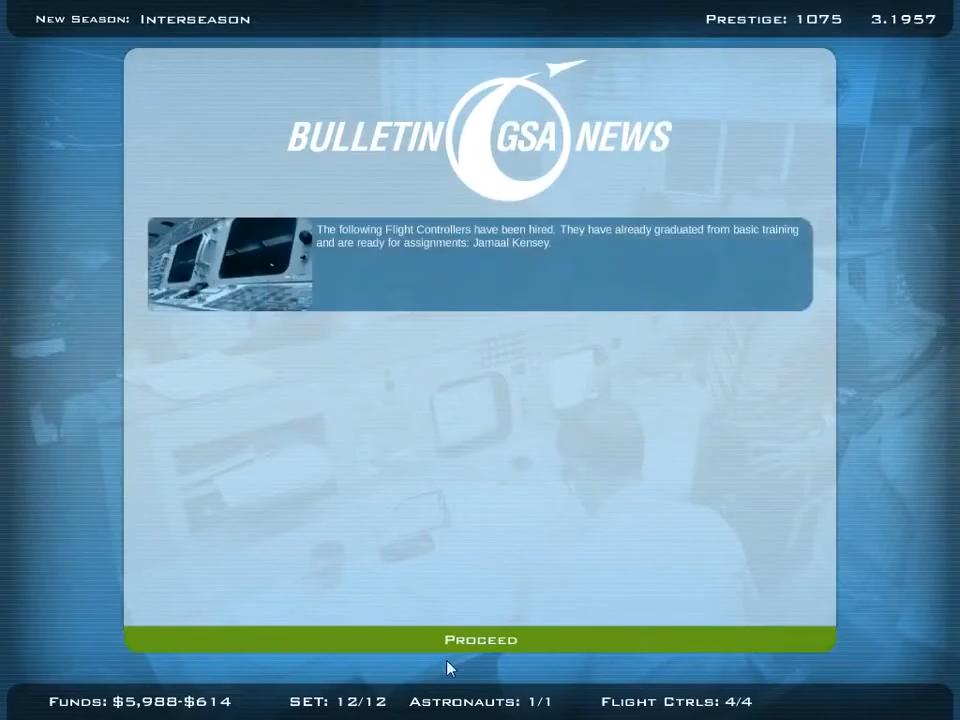 New Season: Interseason
Prestige: 1075
3.1957
BULLETIN GSA NEWS
The following Flight Controllers have been hired. They have already graduated from basic training
and are ready for assignments: Jamaal Kensey.
Proceed
Funds: $5,988-$614
SET: 12/12
Astronauts: 1/1
Flight Ctrls: 4/4